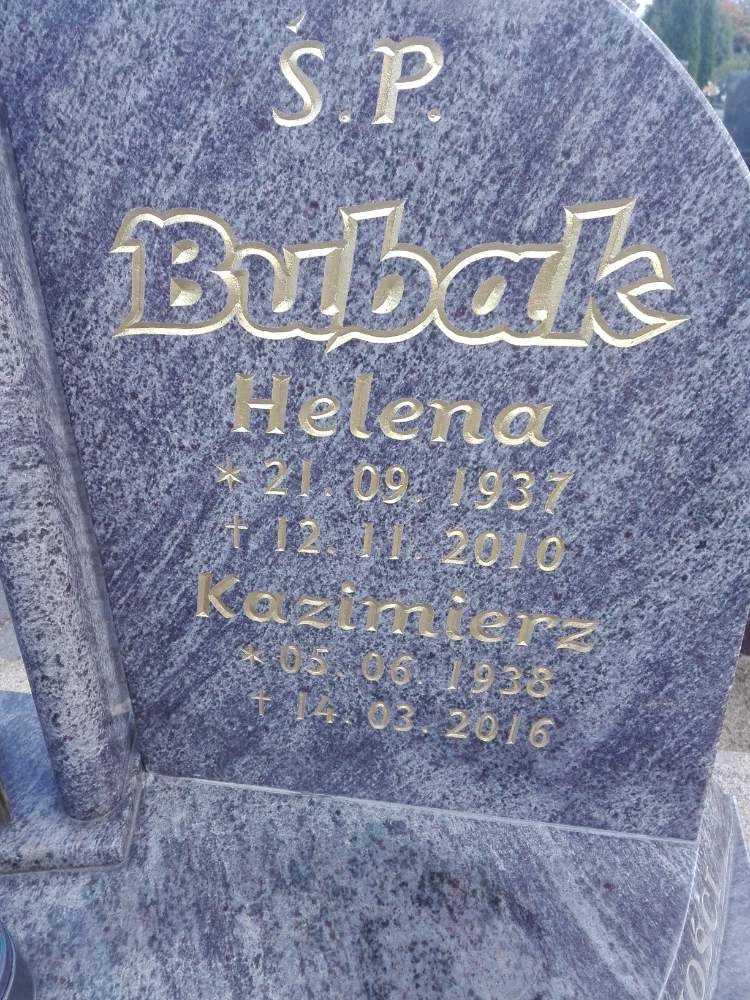 Ś.P.
Bubak
Helena
* 21. 09. 1937
† 12. 11. 2010
Kazimierz
* 05. 06. 1938
† 14. 03. 2016